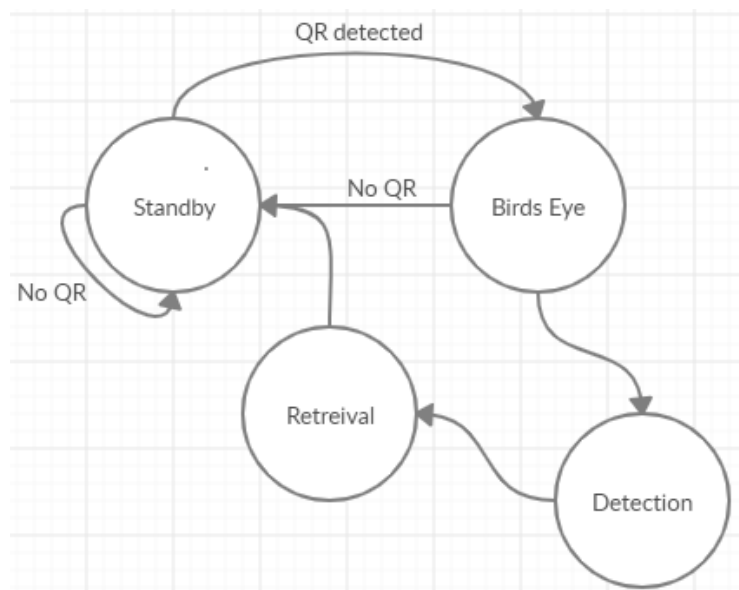 QR detected
Standby
No QR
Birds Eye
No QR
Retreival
Detection